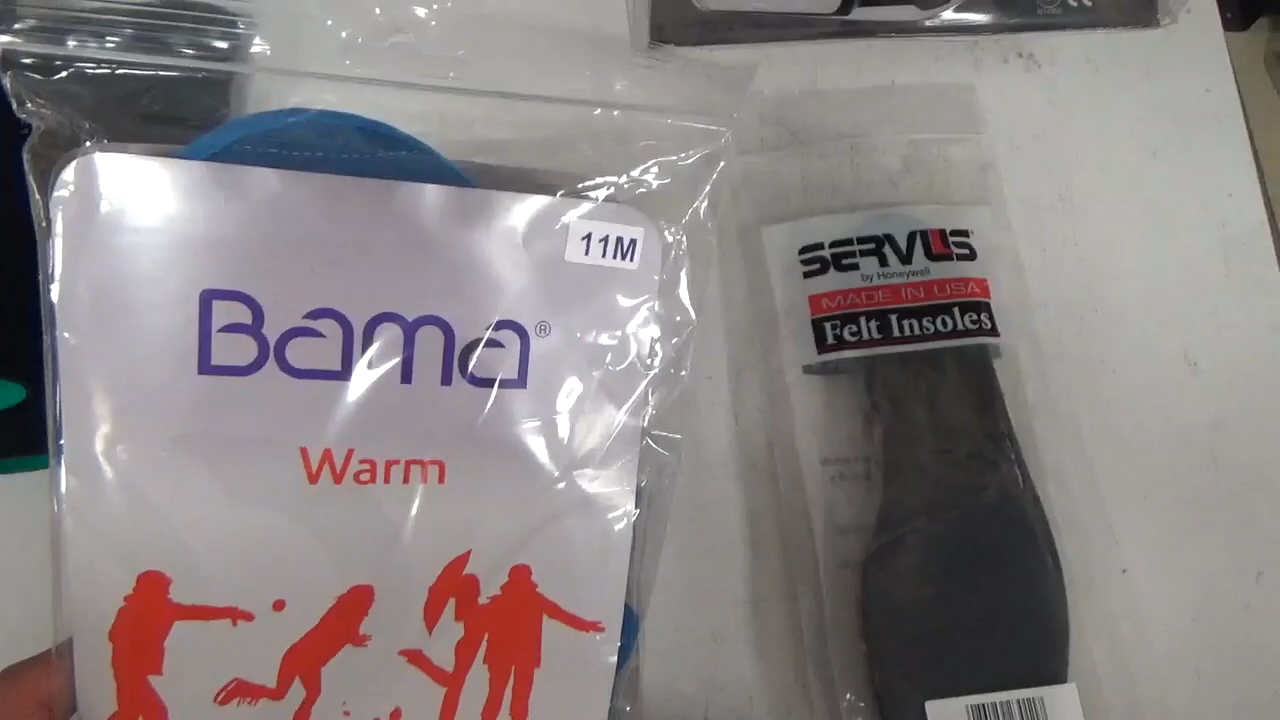 11M
Bama®
Warm
SERVUS
by Honeywell
MADE IN USA
Felt Insoles